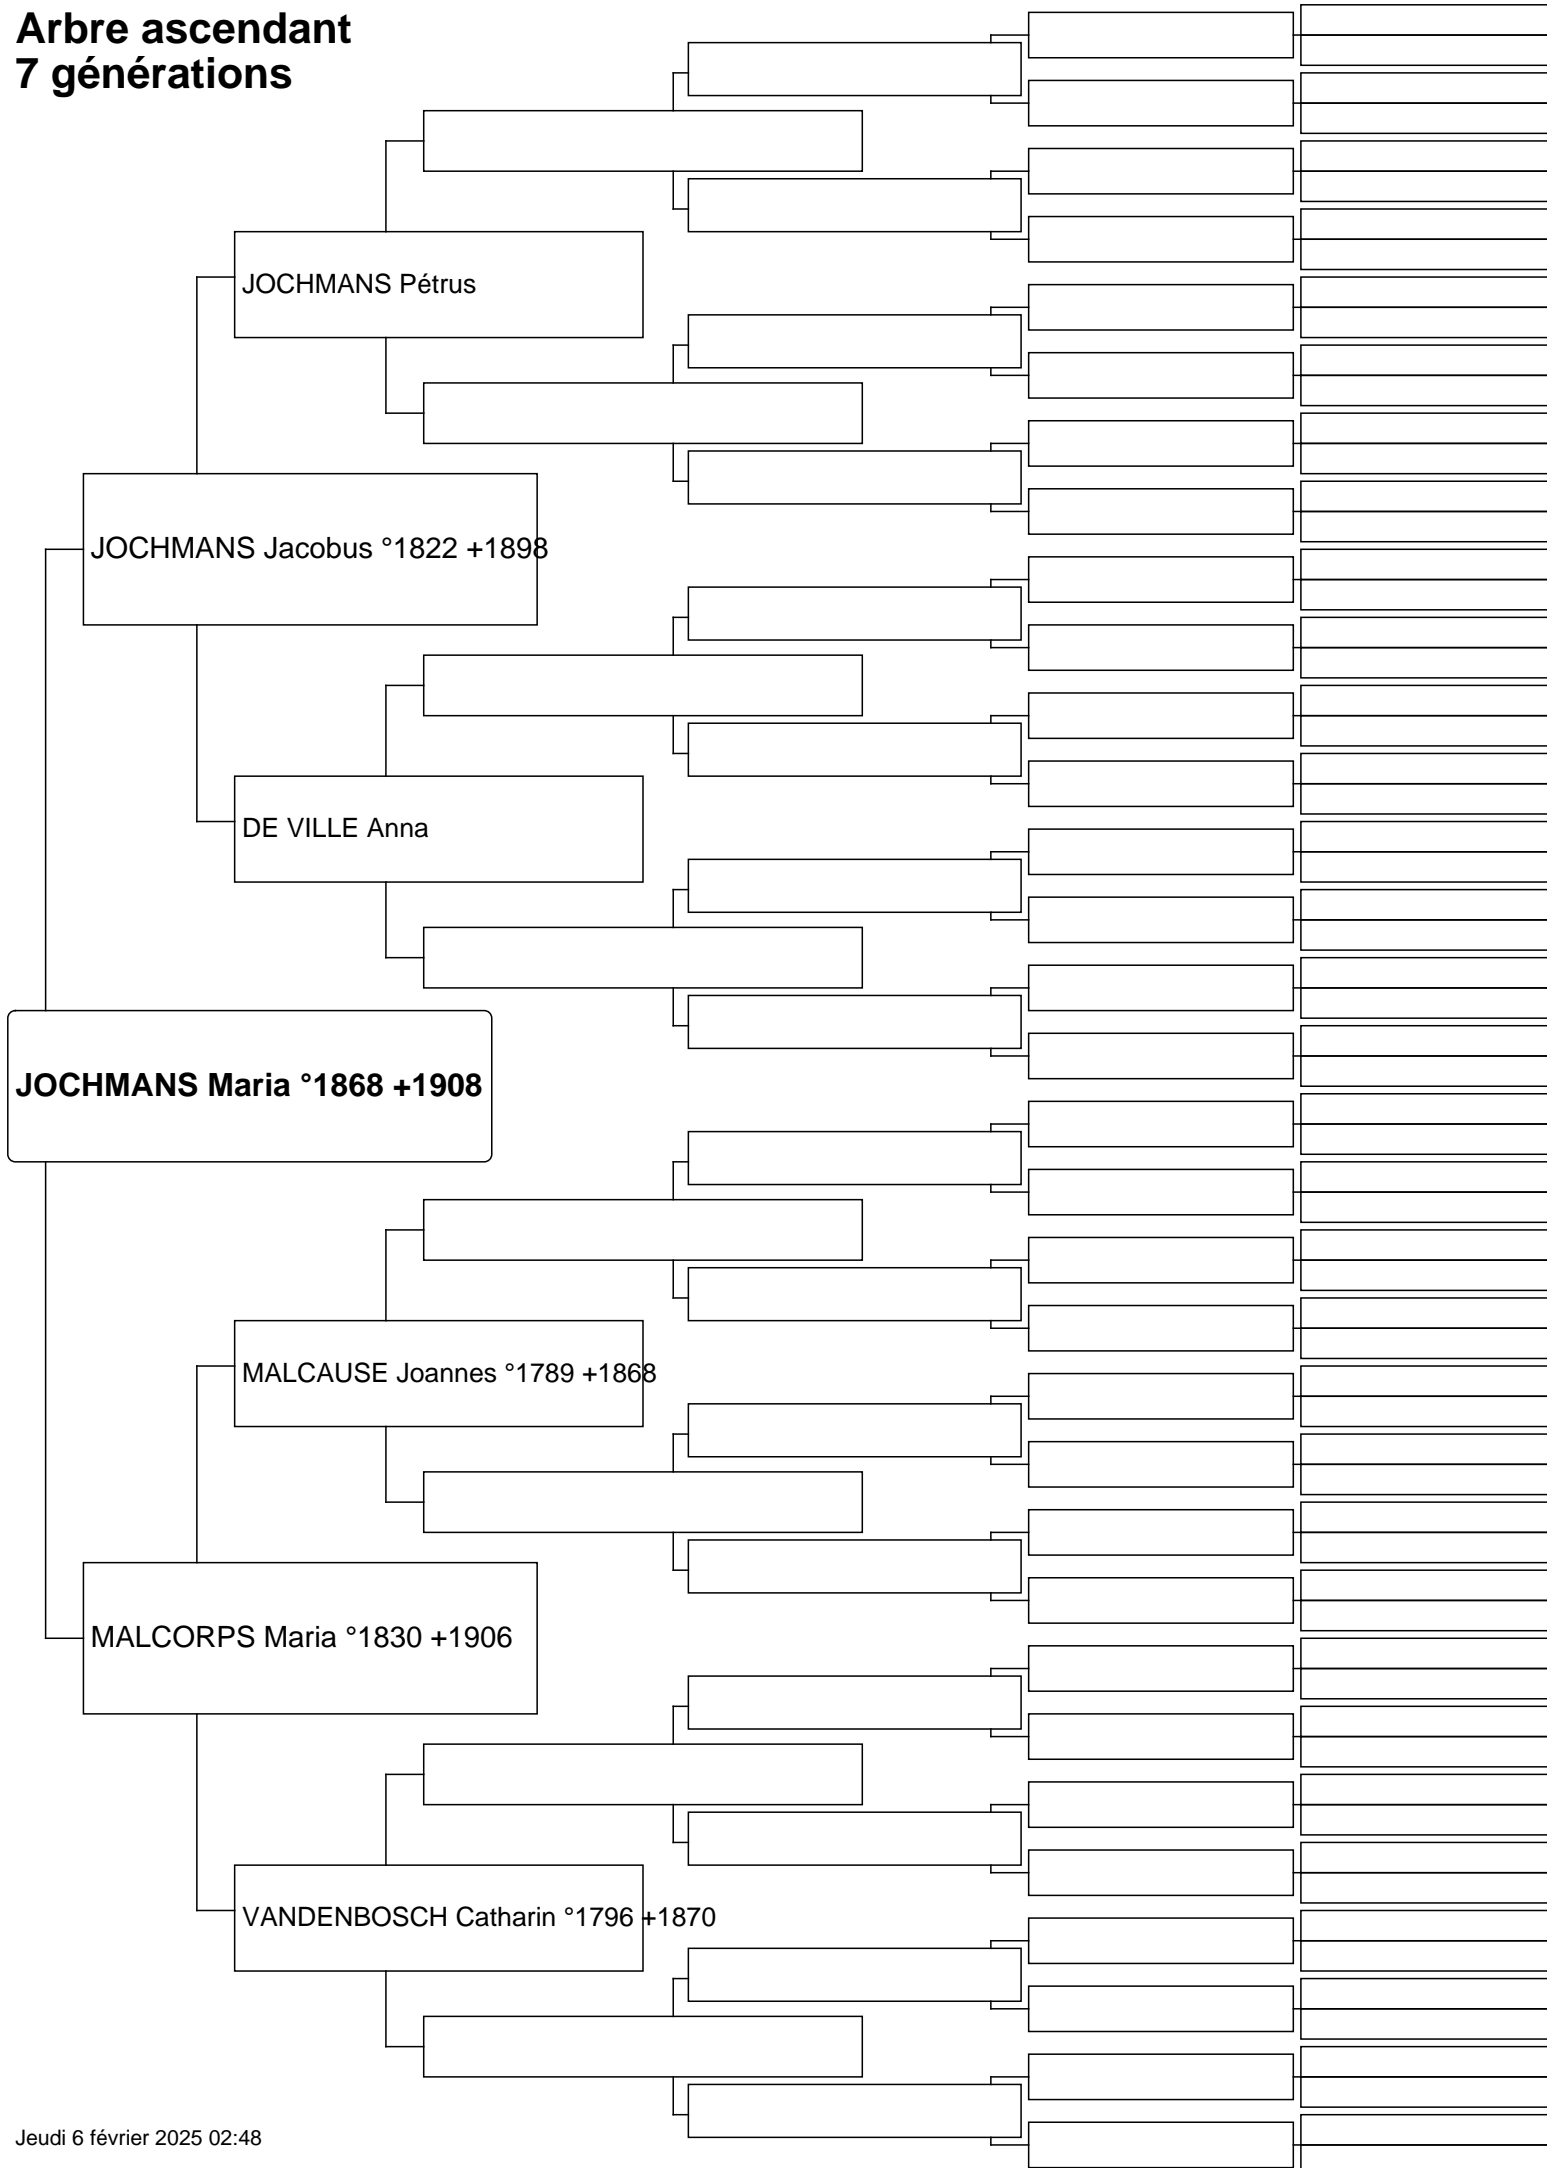 Arbre ascendant
7 générations
JOCHMANS Pétrus
JOCHMANS Jacobus °1822 +1898
DE VILLE Anna
JOCHMANS Maria °1868 +1908
MALCAUSE Joannes °1789 +1868
MALCORPS Maria °1830 +1906
VANDENBOSCH Catharin °1796 +1870
Jeudi 6 février 2025 02:48